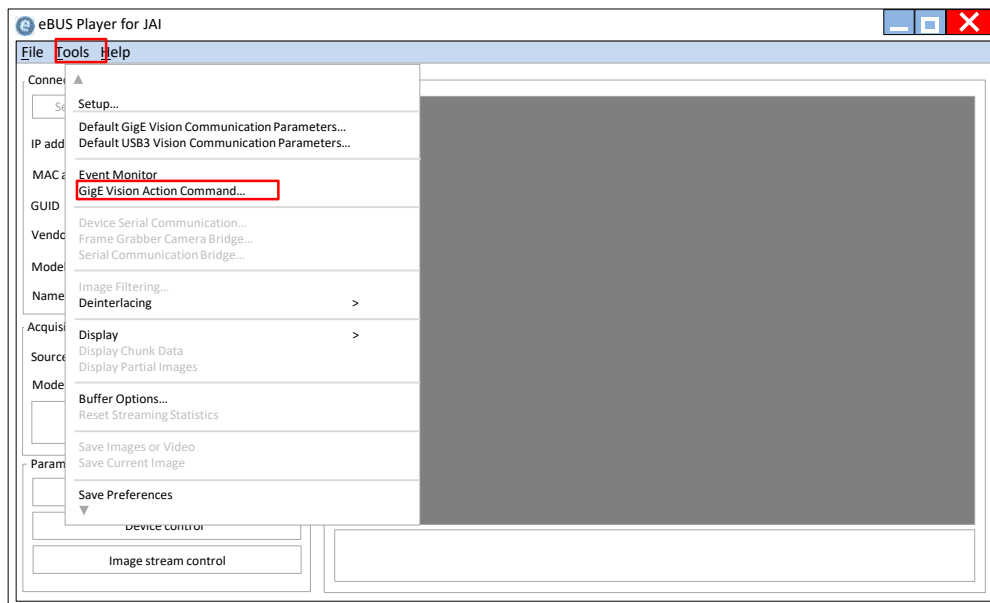 eBUS Player for JAI
File Tools Help
Conne
Se
IP add
MAC a
GUID
Vendo
Model
Name
Setup...
Default GigE Vision Communication Parameters...
Default USB3 Vision Communication Parameters...
Event Monitor
GigE Vision Action Command...
Device Serial Communication...
Frame Grabber Camera Bridge...
Serial Communication Bridge...
Image Filtering...
Deinterlacing >
Display >
Display Chunk Data
Display Partial Images
Buffer Options...
Reset Streaming Statistics
Save Images or Video
Save Current Image
Save Preferences
Acquisi
Source
Mode
Param
Device control
Image stream control